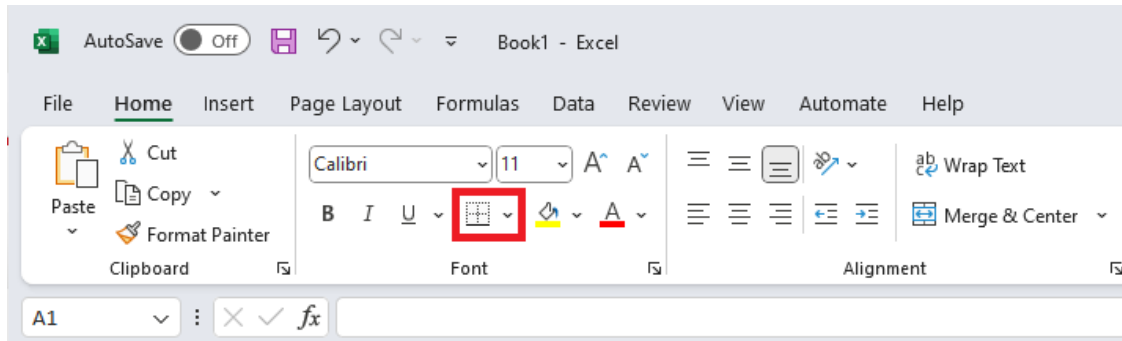 AutoSave Off Book1 - Excel
File Home Insert Page Layout Formulas Data Review View Automate Help
Paste
Cut
Copy
Format Painter
Clipboard
Calibri 11 A A
B I U A
Font
ab c Wrap Text
Merge & Center
Alignment
A1 fx